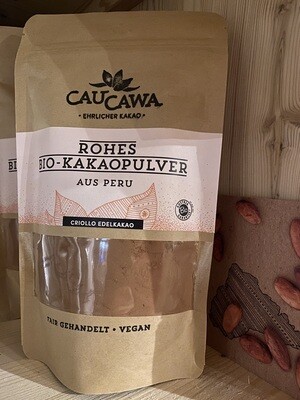 CAUCAWA
• EHRLICHER KAKAO •
ROHES
BIO-KAKAOPULVER
AUS PERU
CRIOLLO EDELKAKAO
FAIR GEHANDELT • VEGAN